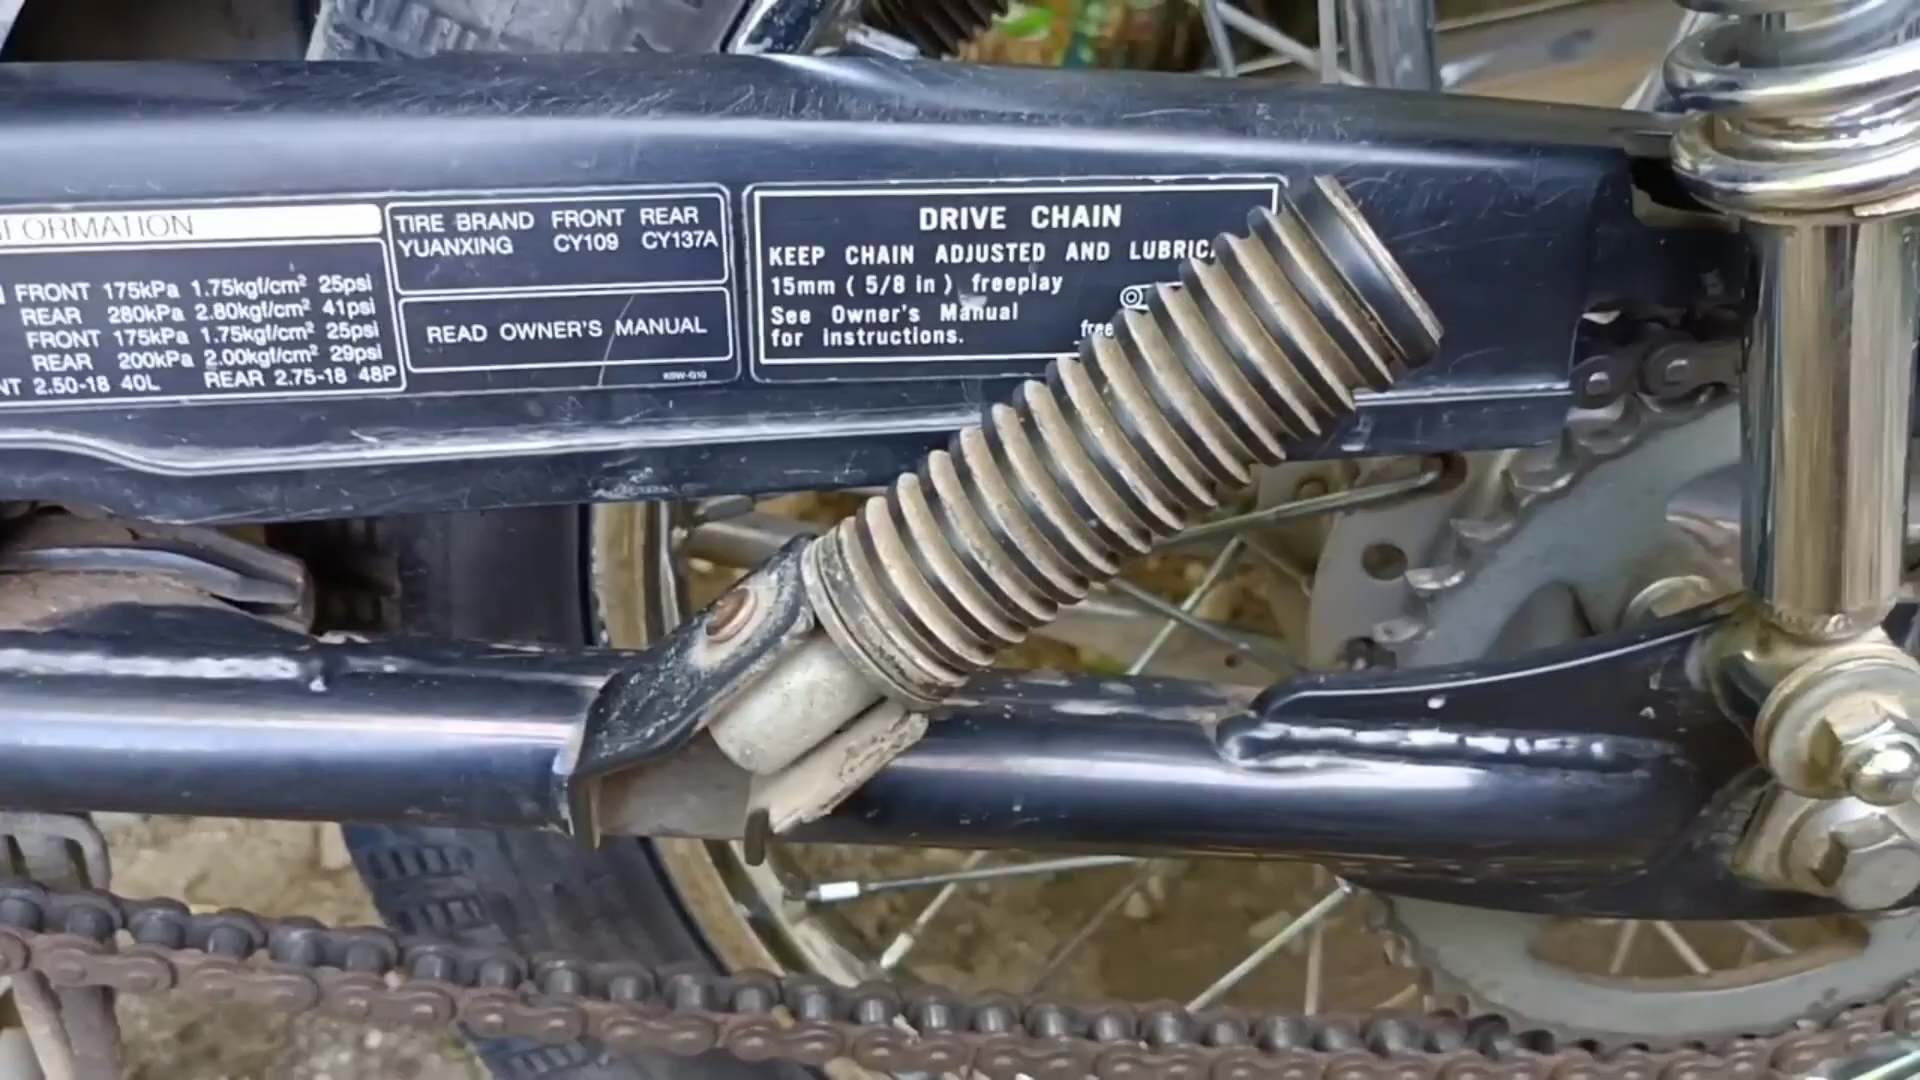 FORMATION
FRONT 175kPa 1.75kgf/cm² 25psi
REAR 280kPa 2.80kgf/cm² 41psi
FRONT 175kPa 1.75kgf/cm² 25psi
REAR 200kPa 2.00kgf/cm² 29psi
NT 2.50-18 40L REAR 2.75-18 48P
TIRE BRAND FRONT REAR
YUANXING CY109 CY137A
READ OWNER'S MANUAL
DRIVE CHAIN
KEEP CHAIN ADJUSTED AND LUBRIC
15mm ( 5/8 in ) freeplay
See Owner's Manual
for instructions.
free